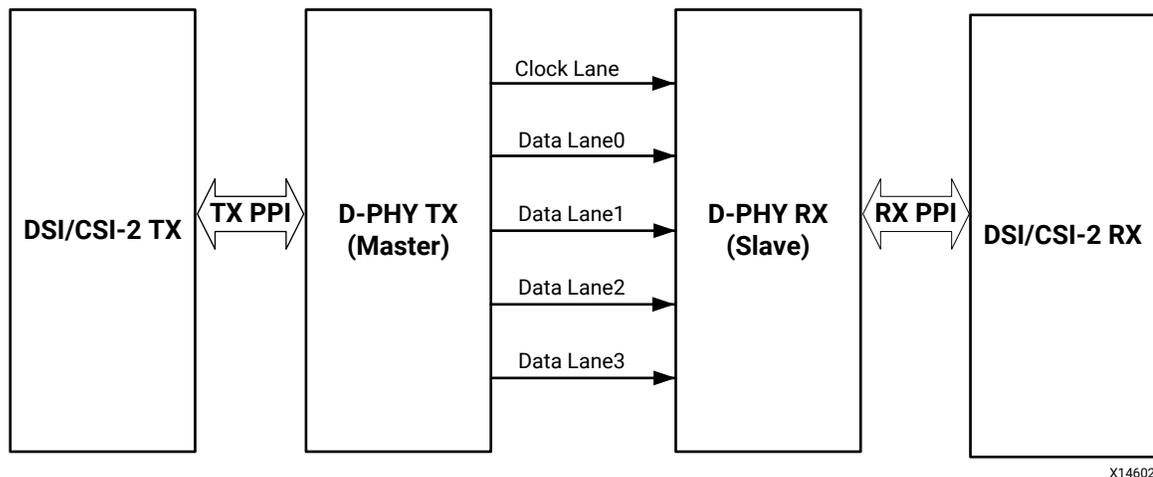 Clock Lane
Data Lane0
Data Lane1
Data Lane2
Data Lane3
DSI/CSI-2 TX
TX PPI
D-PHY TX
(Master)
D-PHY RX
(Slave)
RX PPI
DSI/CSI-2 RX
X14602